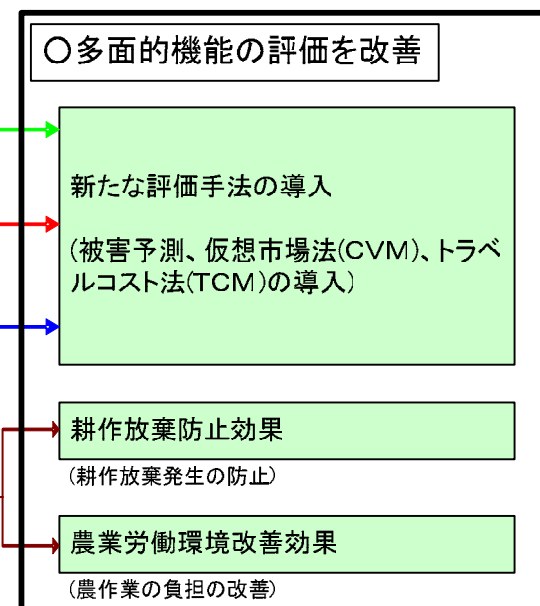 〇多面的機能の評価を改善
新たな評価手法の導入
(被害予測、仮想市場法(CVM)、トラベ
ルコスト法(TCM)の導入)
耕作放棄防止効果
(耕作放棄発生の防止)
農業労働環境改善効果
(農作業の負担の改善)